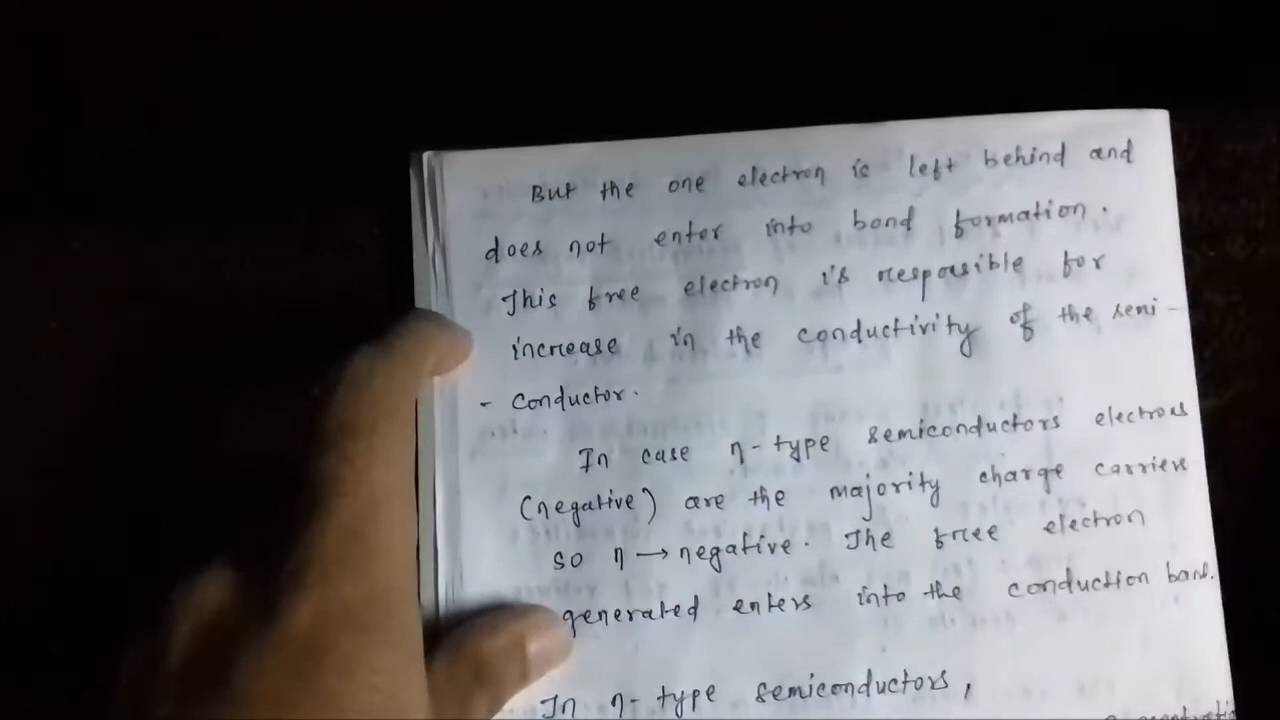 But the one electron is left behind and
does not enter into bond formation.
This free electron is responsible for
increase in the conductivity of the semi-
- conductor.
In case n-type semiconductors electrons
(negative) are the majority charge carriers
so n → negative. The free electron
generated enters into the conduction band.
In n-type semiconductors,